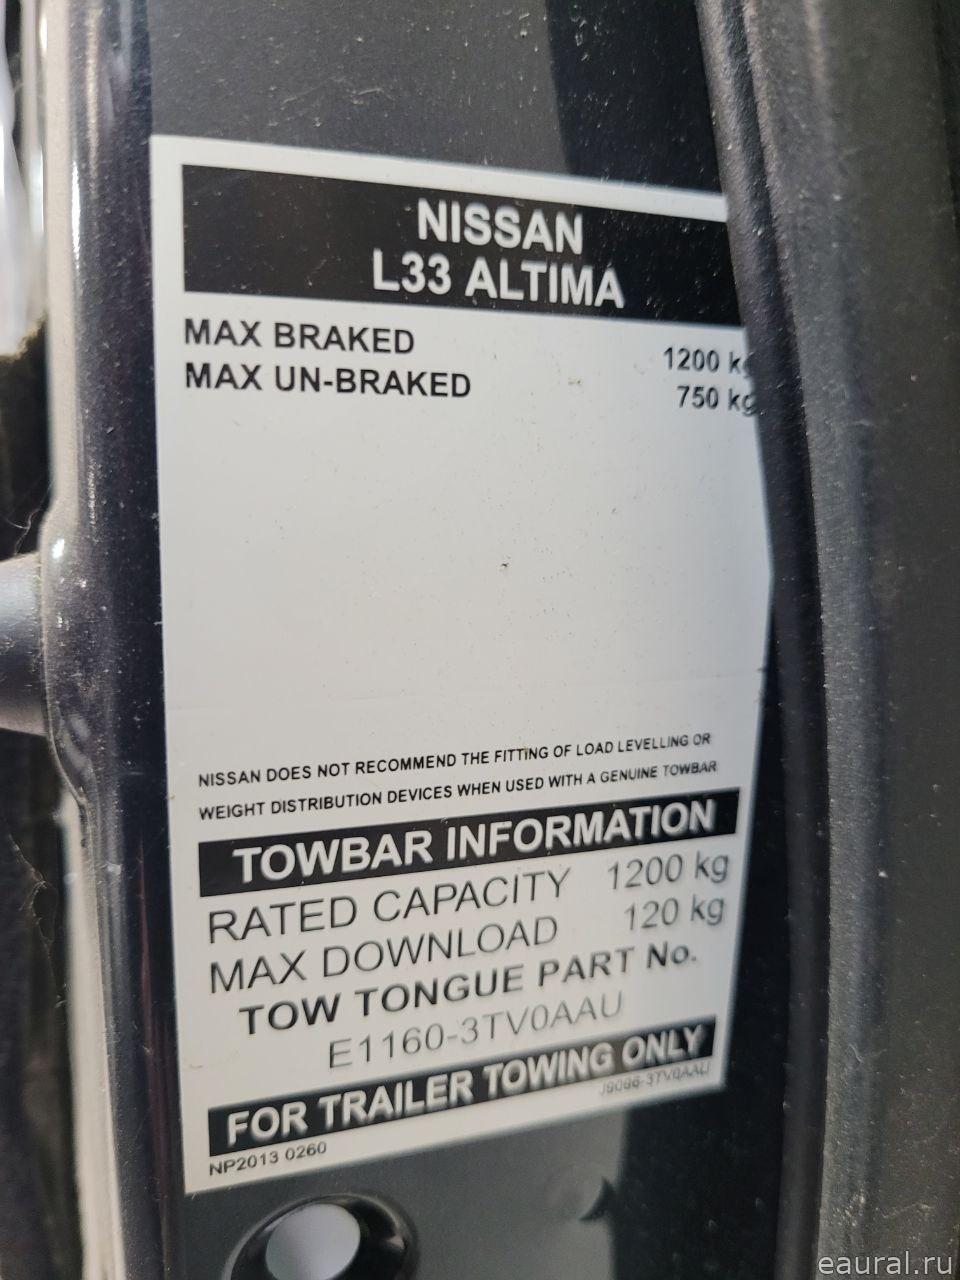 NISSAN
L33 ALTIMA
MAX BRAKED 1200 kg
MAX UN-BRAKED 750 kg
NISSAN DOES NOT RECOMMEND THE FITTING OF LOAD LEVELLING OR
WEIGHT DISTRIBUTION DEVICES WHEN USED WITH A GENUINE TOWBAR
TOWBAR INFORMATION
RATED CAPACITY 1200 kg
MAX DOWNLOAD 120 kg
TOW TONGUE PART No.
E1160-3TV0AAU
FOR TRAILER TOWING ONLY
J9086-3TV0AAU
NP2013 0260
eaural.ru